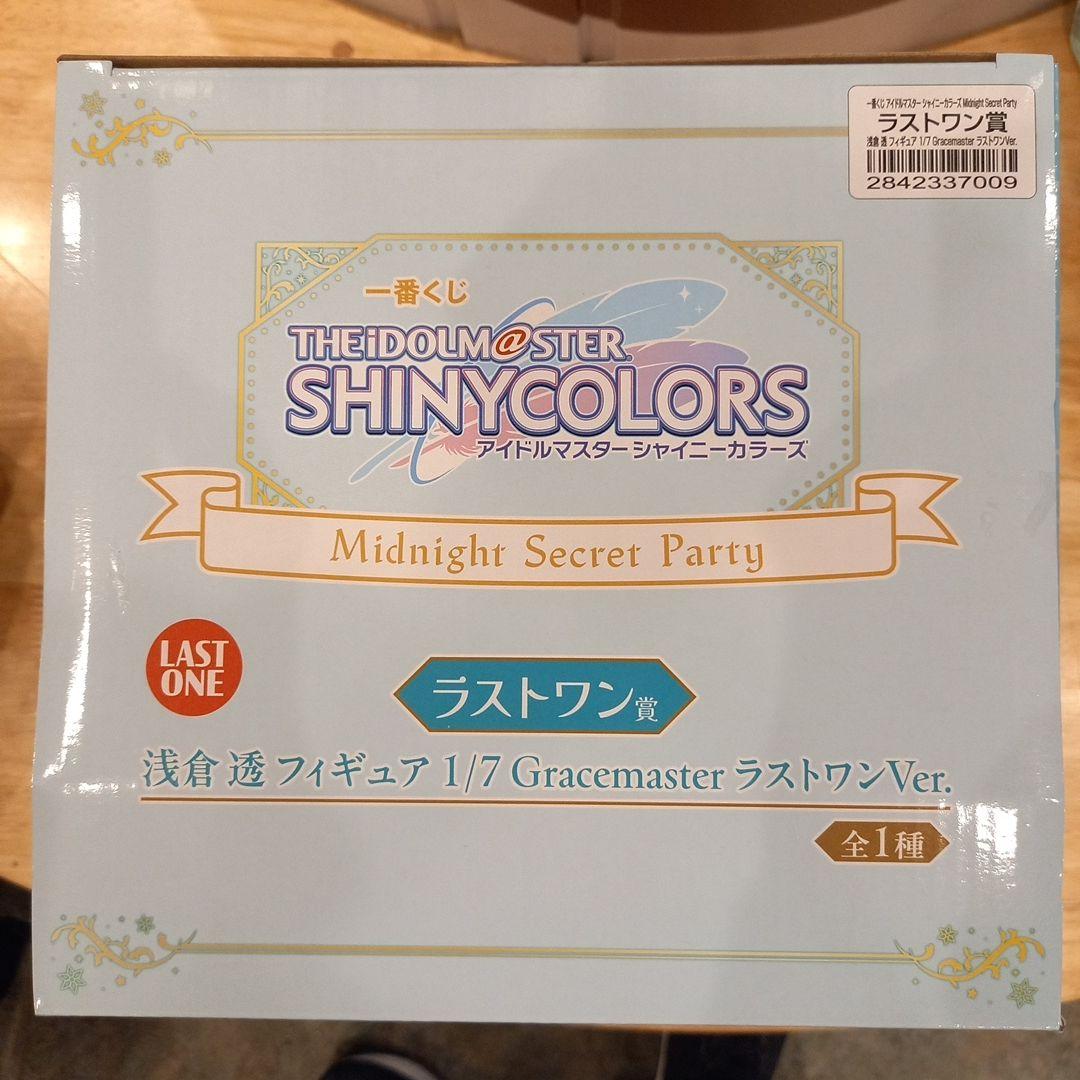 一番くじ アイドルマスター シャイニーカラーズ Midnight Secret Party
ラストワン賞
浅倉 透 フィギュア 1/7 Gracemaster ラストワンVer.
2842337009
一番くじ
THE iDOLM@STER
SHINYCOLORS
アイドルマスター シャイニーカラーズ
Midnight Secret Party
LAST
ONE
ラストワン賞
浅倉 透 フィギュア 1/7 Gracemaster ラストワンVer.
全1種